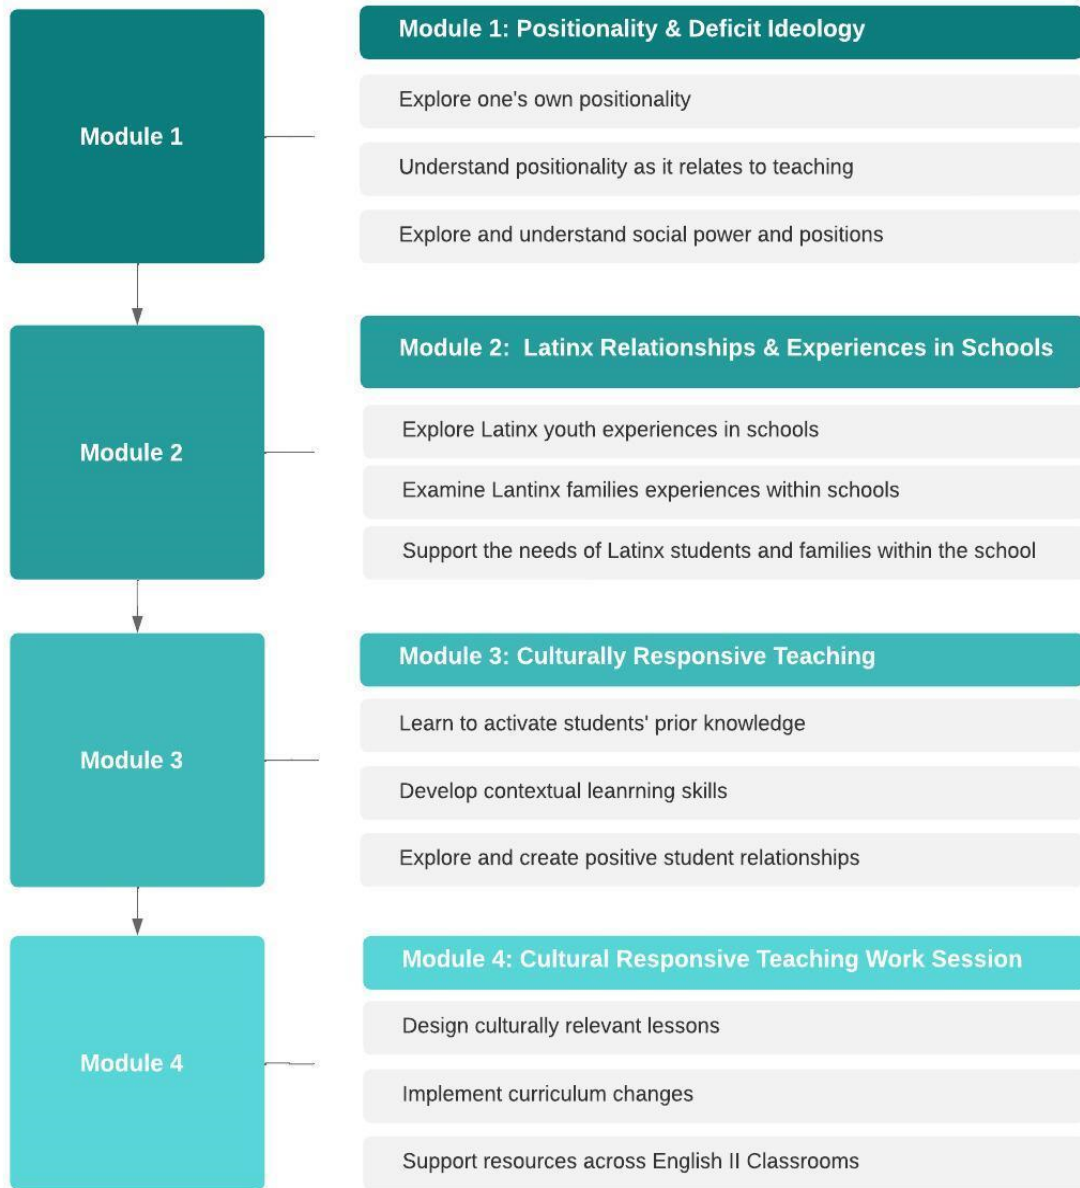 Module 1
Module 1: Positionality & Deficit Ideology
Explore one's own positionality
Understand positionality as it relates to teaching
Explore and understand social power and positions
Module 2
Module 2:  Latinx Relationships & Experiences in Schools
Explore Latinx youth experiences in schools
Examine Lantinx families experiences within schools
Support the needs of Latinx students and families within the school
Module 3
Module 3: Culturally Responsive Teaching
Learn to activate students' prior knowledge
Develop contextual leanrning skills
Explore and create positive student relationships
Module 4
Module 4: Cultural Responsive Teaching Work Session
Design culturally relevant lessons
Implement curriculum changes
Support resources across English II Classrooms